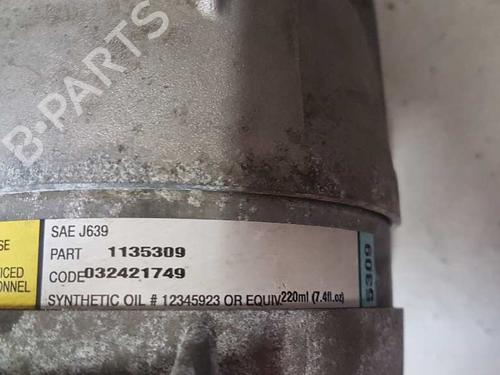 B-PARTS
SE
ICED
ONNEL
SAE J639
PART 1135309
CODE 032421749
SYNTHETIC OIL # 12345923 OR EQUIV 220ml (7.4fl.oz)
5309